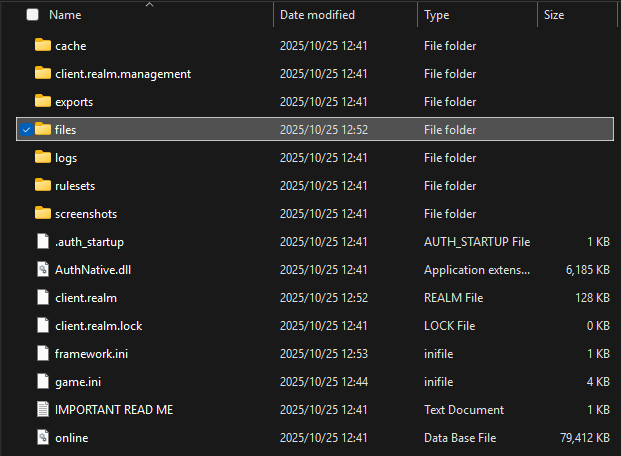 Name Date modified Type Size
cache 2025/10/25 12:41 File folder
client.realm.management 2025/10/25 12:41 File folder
exports 2025/10/25 12:41 File folder
files 2025/10/25 12:52 File folder
logs 2025/10/25 12:41 File folder
rulesets 2025/10/25 12:41 File folder
screenshots 2025/10/25 12:41 File folder
.auth_startup 2025/10/25 12:41 AUTH_STARTUP File 1 KB
AuthNative.dll 2025/10/25 12:41 Application extens... 6,185 KB
client.realm 2025/10/25 12:52 REALM File 128 KB
client.realm.lock 2025/10/25 12:41 LOCK File 0 KB
framework.ini 2025/10/25 12:53 inifile 1 KB
game.ini 2025/10/25 12:44 inifile 4 KB
IMPORTANT READ ME 2025/10/25 12:41 Text Document 1 KB
online 2025/10/25 12:41 Data Base File 79,412 KB